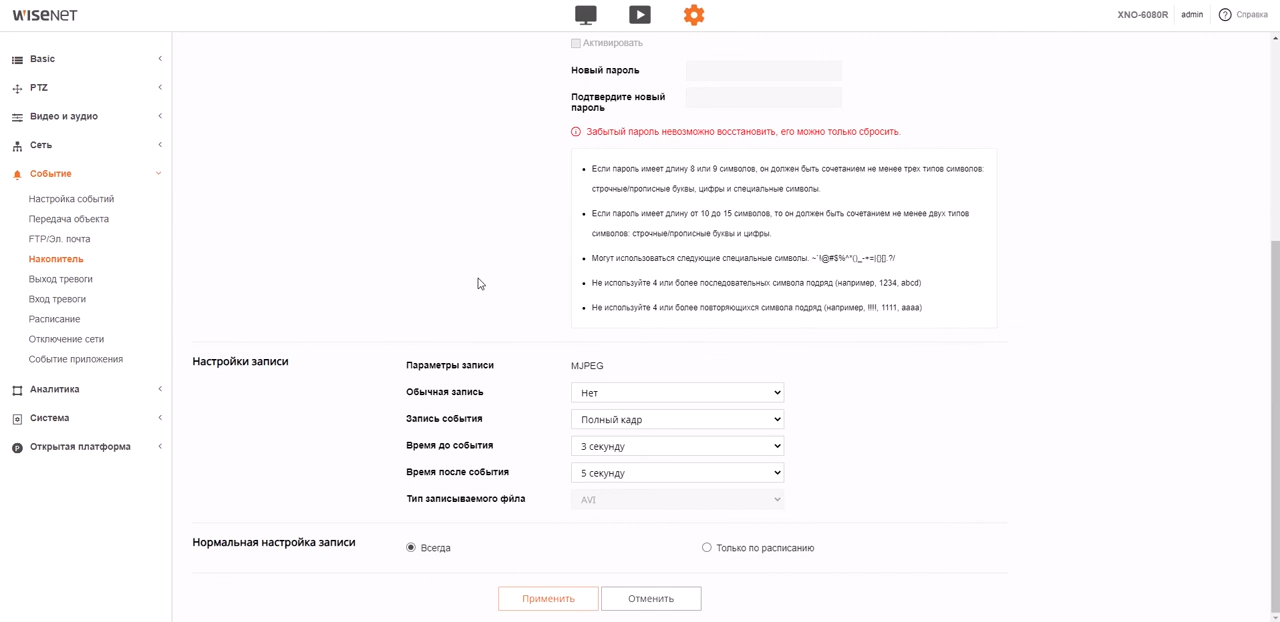 WISENET
XNO-6080R
admin
Справка
Basic
PTZ
Видео и аудио
Сеть
Событие
Настройка событий
Передача объекта
FTP/Эл. почта
Накопитель
Выход тревоги
Вход тревоги
Расписание
Отключение сети
Событие приложения
Аналитика
Система
Открытая платформа
Активировать
Новый пароль
Подтвердите новый
пароль
Забытый пароль невозможно восстановить, его можно только сбросить.
Если пароль имеет длину 8 или 9 символов, он должен быть сочетанием не менее трех типов символов:
строчные/прописные буквы, цифры и специальные символы.
Если пароль имеет длину от 10 до 15 символов, то он должен быть сочетанием не менее двух типов
символов: строчные/прописные буквы и цифры.
Могут использоваться следующие специальные символы. ~`!@#$%^*()_-+=|{}[].?/
Не используйте 4 или более последовательных символа подряд (например, 1234, abcd)
Не используйте 4 или более повторяющихся символа подряд (например, !!!!, 1111, aaaa)
Настройки записи
Параметры записи MJPEG
Обычная запись Нет
Запись события Полный кадр
Время до события 3 секунду
Время после события 5 секунду
Тип записываемого фйла AVI
Нормальная настройка записи
Всегда
Только по расписанию
Применить
Отменить